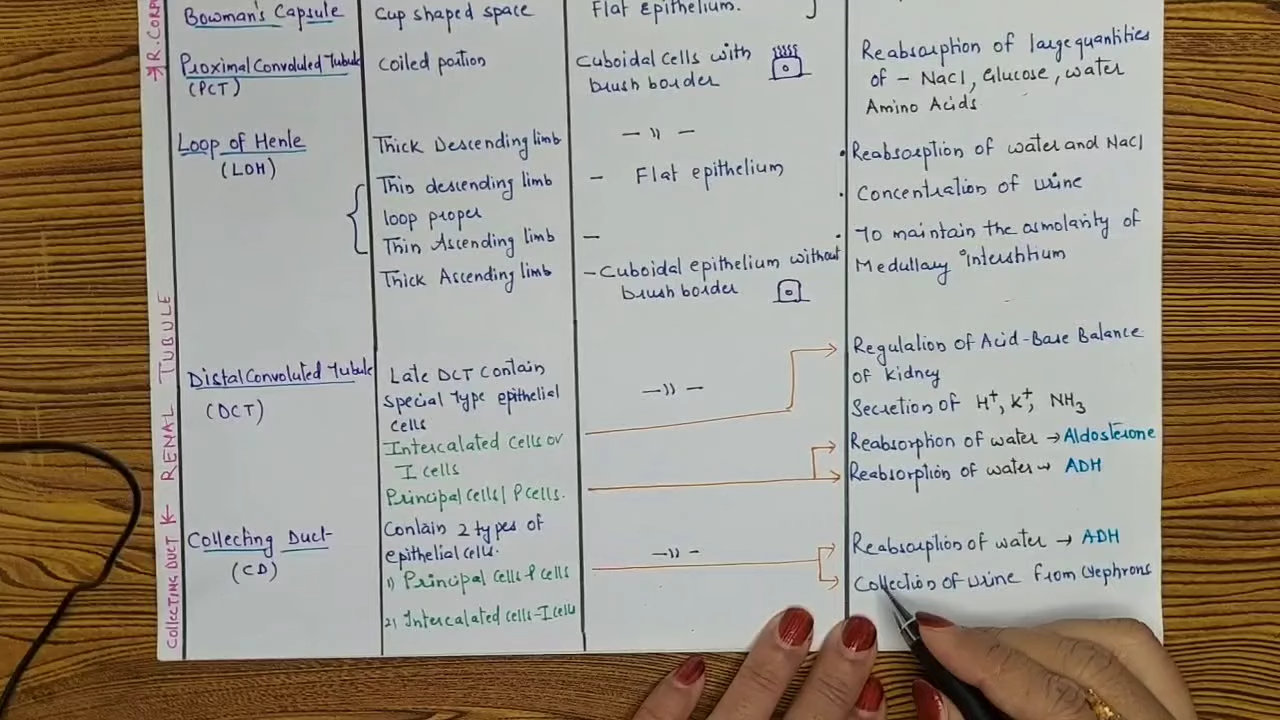 R. CORP
RENAL TUBULE
COLLECTING DUCT
Bowman's Capsule
Cup shaped space
Flat epithelium.
Proximal Convoluted Tubule
(PCT)
Coiled portion
Cuboidal Cells with
brush border
Reabsorption of large quantities
of - NaCl, Glucose, water
Amino Acids
Loop of Henle
(LOH)
Thick Descending limb
Thin descending limb
loop proper
Thin Ascending limb
Thick Ascending limb
- " -
- Flat epithelium
-
- Cuboidal epithelium without
brush border
• Reabsorption of water and NaCl
• Concentration of urine
• To maintain the osmolarity of
Medullary interstitium
Distal Convoluted Tubule
(DCT)
Late DCT Contain
Special type epithelial
cells
Intercalated Cells or
I cells
Principal cells/ P cells.
- " -
Regulation of Acid-Base Balance
of kidney
Secretion of H+, K+, NH3
Reabsorption of water → Aldosterone
Reabsorption of water → ADH
Collecting Duct
(CD)
Contain 2 types of
epithelial cells.
1) Principal Cells P cells
2) Intercalated cells-I cells
- " -
Reabsorption of water → ADH
Collection of urine from Nephrons